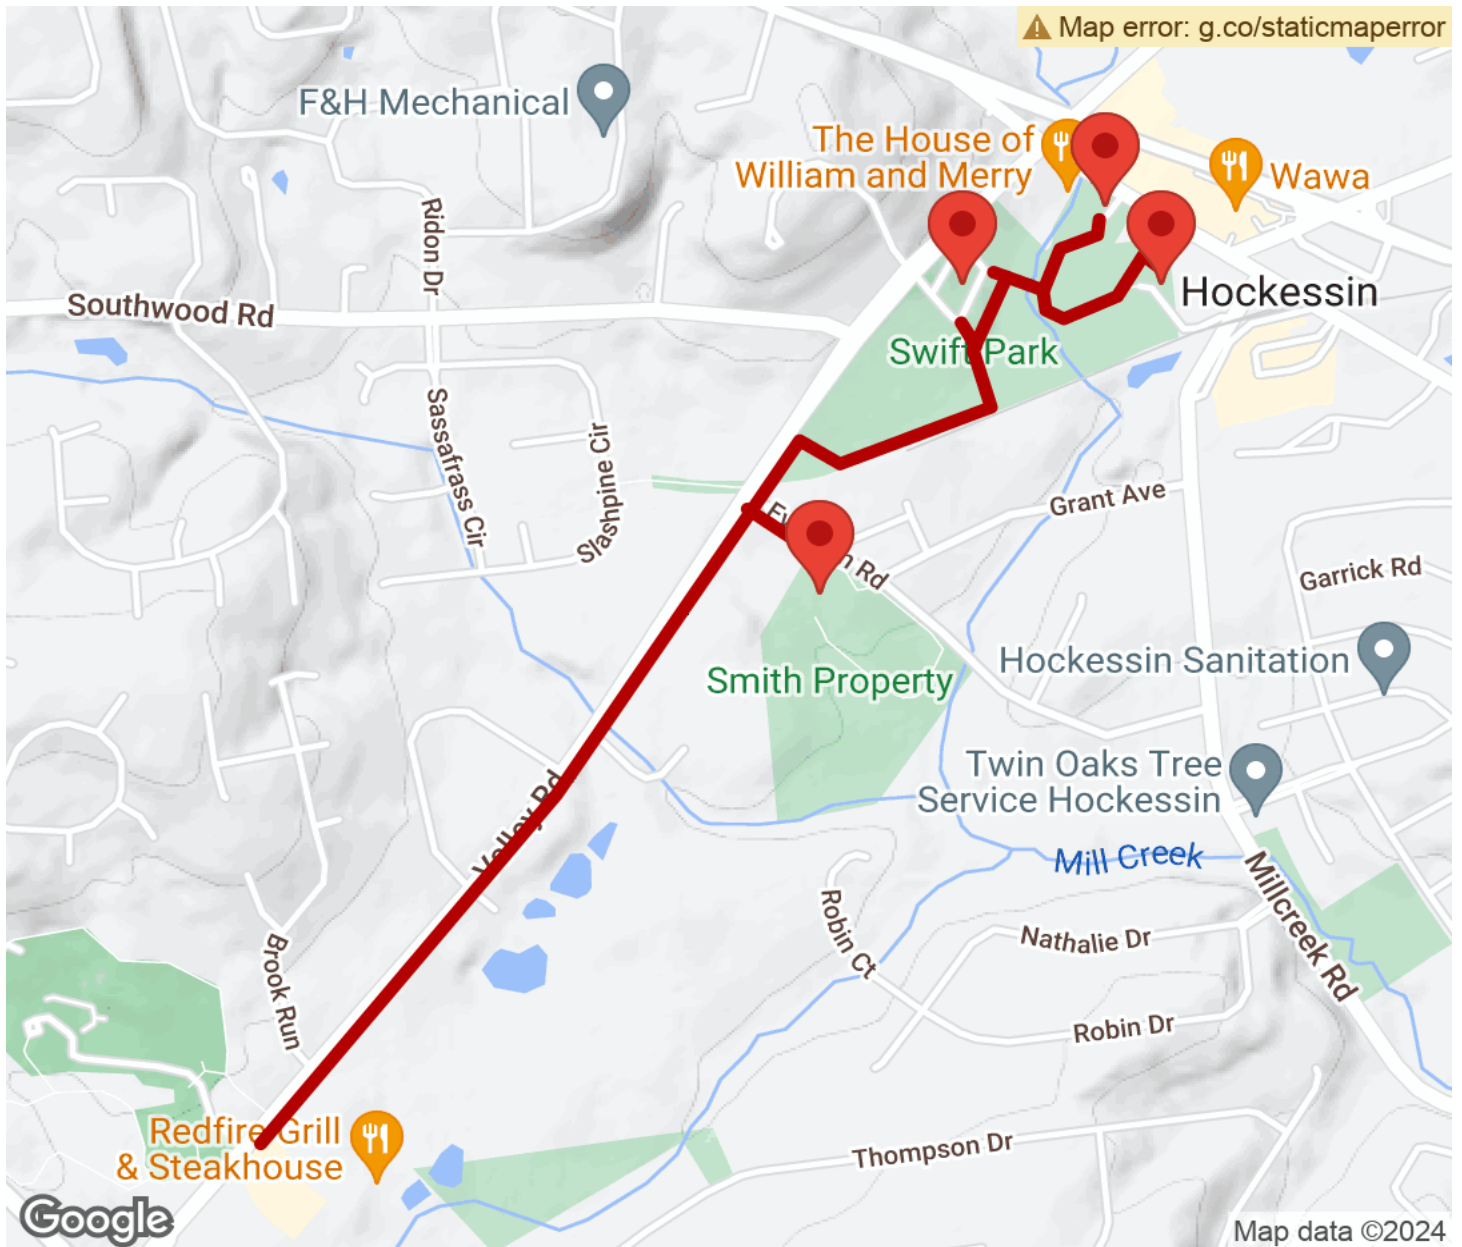 Map error: g.co/staticmaperror
F&H Mechanical
The House of
William and Merry
Wawa
Ridon Dr
Southwood Rd
Hockessin
Swift Park
Sassafrass Cir
Slashpine Cir
Grant Ave
Rd
Garrick Rd
Hockessin Sanitation
Smith Property
Twin Oaks Tree
Service Hockessin
Valley Rd
Mill Creek
Millcreek Rd
Robin Ct
Nathalie Dr
Brook Run
Robin Dr
Redfire Grill
& Steakhouse
Thompson Dr
Google
Map data ©2024